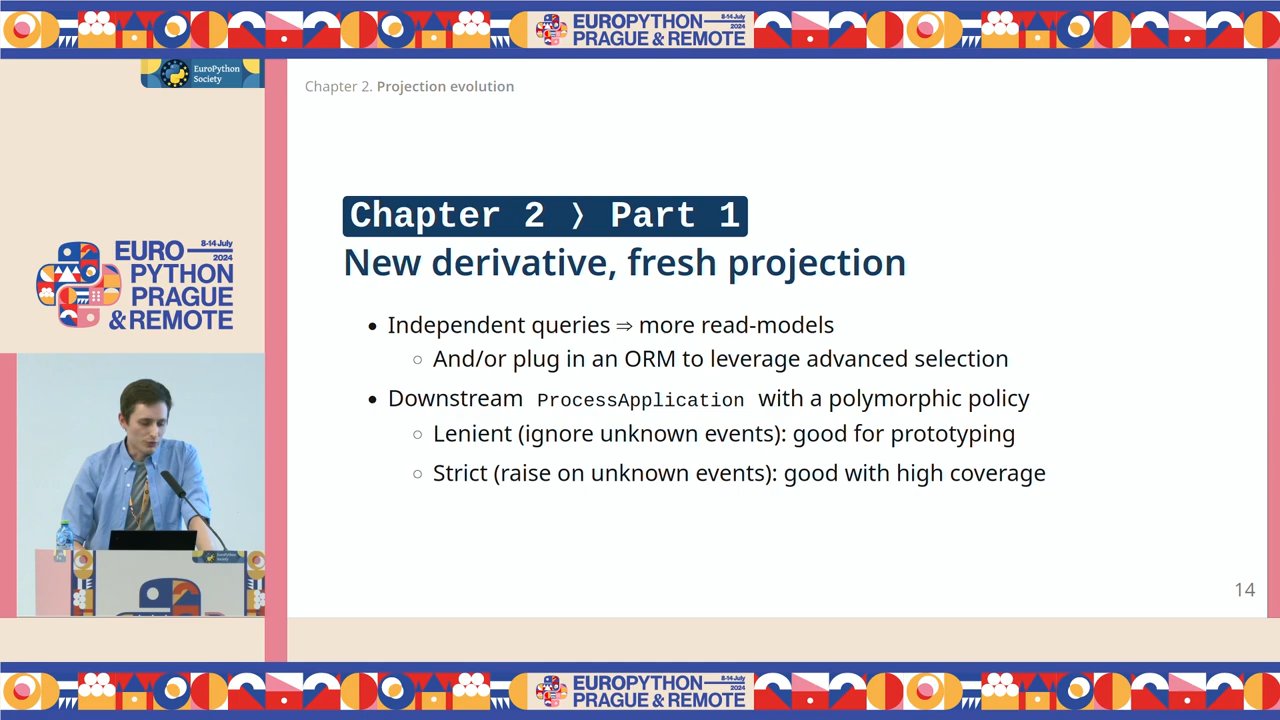 EUROPYTHON
8-14 July
2024
PRAGUE & REMOTE
EuroPython
Society
Chapter 2. Projection evolution
Chapter 2 〉 Part 1
New derivative, fresh projection
• Independent queries ⇒ more read-models
○ And/or plug in an ORM to leverage advanced selection
• Downstream ProcessApplication with a polymorphic policy
○ Lenient (ignore unknown events): good for prototyping
○ Strict (raise on unknown events): good with high coverage
14
EURO
8-14 July
2024
PYTHON
PRAGUE
& REMOTE
EuroPython
Society
EUROPYTHON
8-14 July
2024
PRAGUE & REMOTE